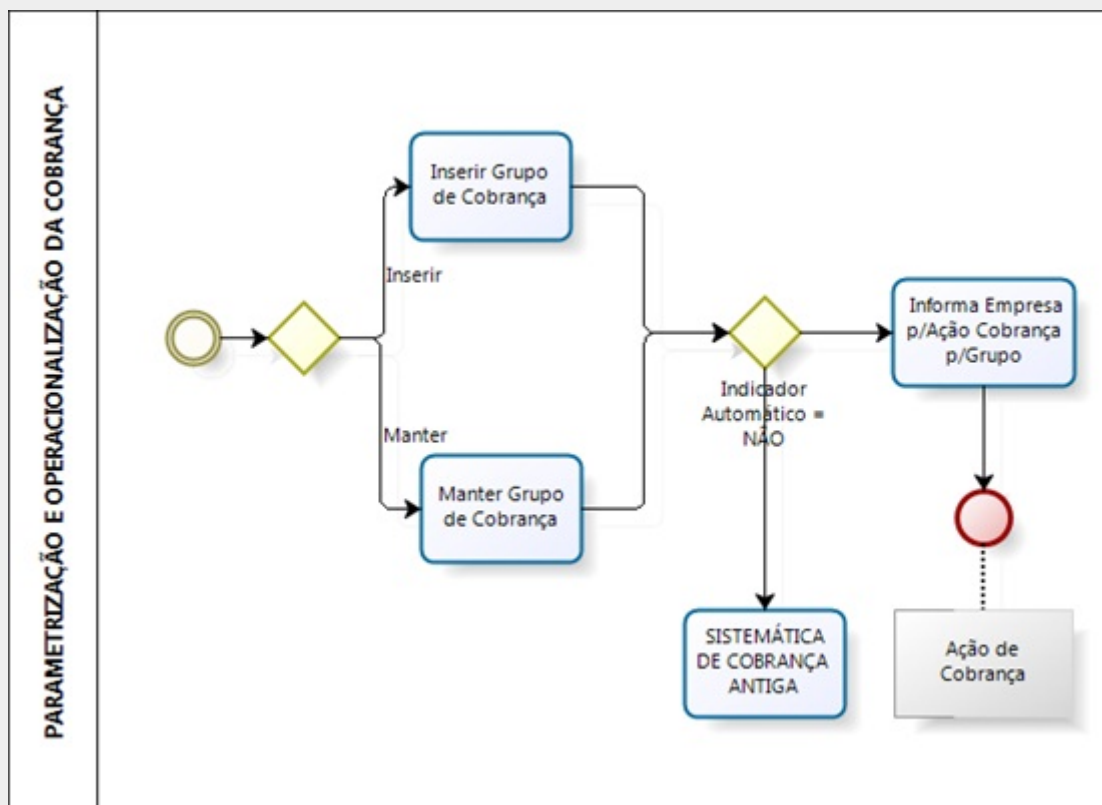 PARAMETRIZAÇÃO E OPERACIONALIZAÇÃO DA COBRANÇA
Inserir Grupo
de Cobrança
Inserir
Manter
Manter Grupo
de Cobrança
Indicador
Automático =
NÃO
Informa Empresa
p/Ação Cobrança
p/Grupo
SISTEMÁTICA
DE COBRANÇA
ANTIGA
Ação de
Cobrança